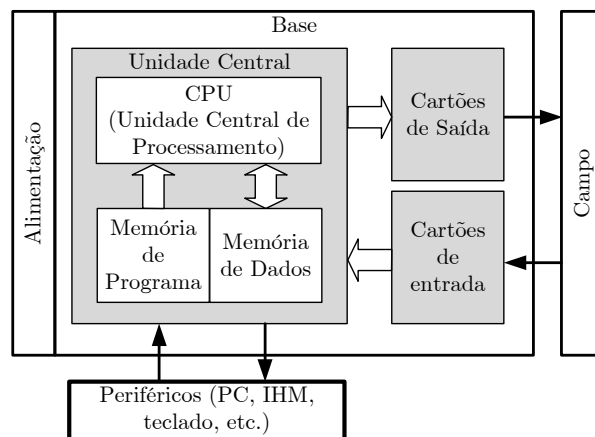 Base
Alimentação
Unidade Central
CPU
(Unidade Central de
Processamento)
Memória
de
Programa
Memória
de Dados
Cartões
de Saída
Cartões
de
entrada
Campo
Periféricos (PC, IHM,
teclado, etc.)